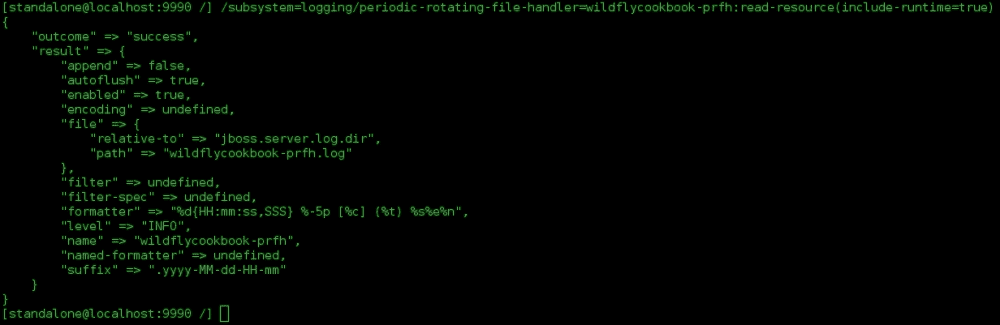 [standalone@localhost:9990 /] /subsystem=logging/periodic-rotating-file-handler=wildflycookbook-prfh:read-resource(include-runtime=true)
{
    "outcome" => "success",
    "result" => {
        "append" => false,
        "autoflush" => true,
        "enabled" => true,
        "encoding" => undefined,
        "file" => {
            "relative-to" => "jboss.server.log.dir",
            "path" => "wildflycookbook-prfh.log"
        },
        "filter" => undefined,
        "filter-spec" => undefined,
        "formatter" => "%d{HH:mm:ss,SSS} %-5p [%c] (%t) %s%e%n",
        "level" => "INFO",
        "name" => "wildflycookbook-prfh",
        "named-formatter" => undefined,
        "suffix" => ".yyyy-MM-dd-HH-mm"
    }
}
[standalone@localhost:9990 /]